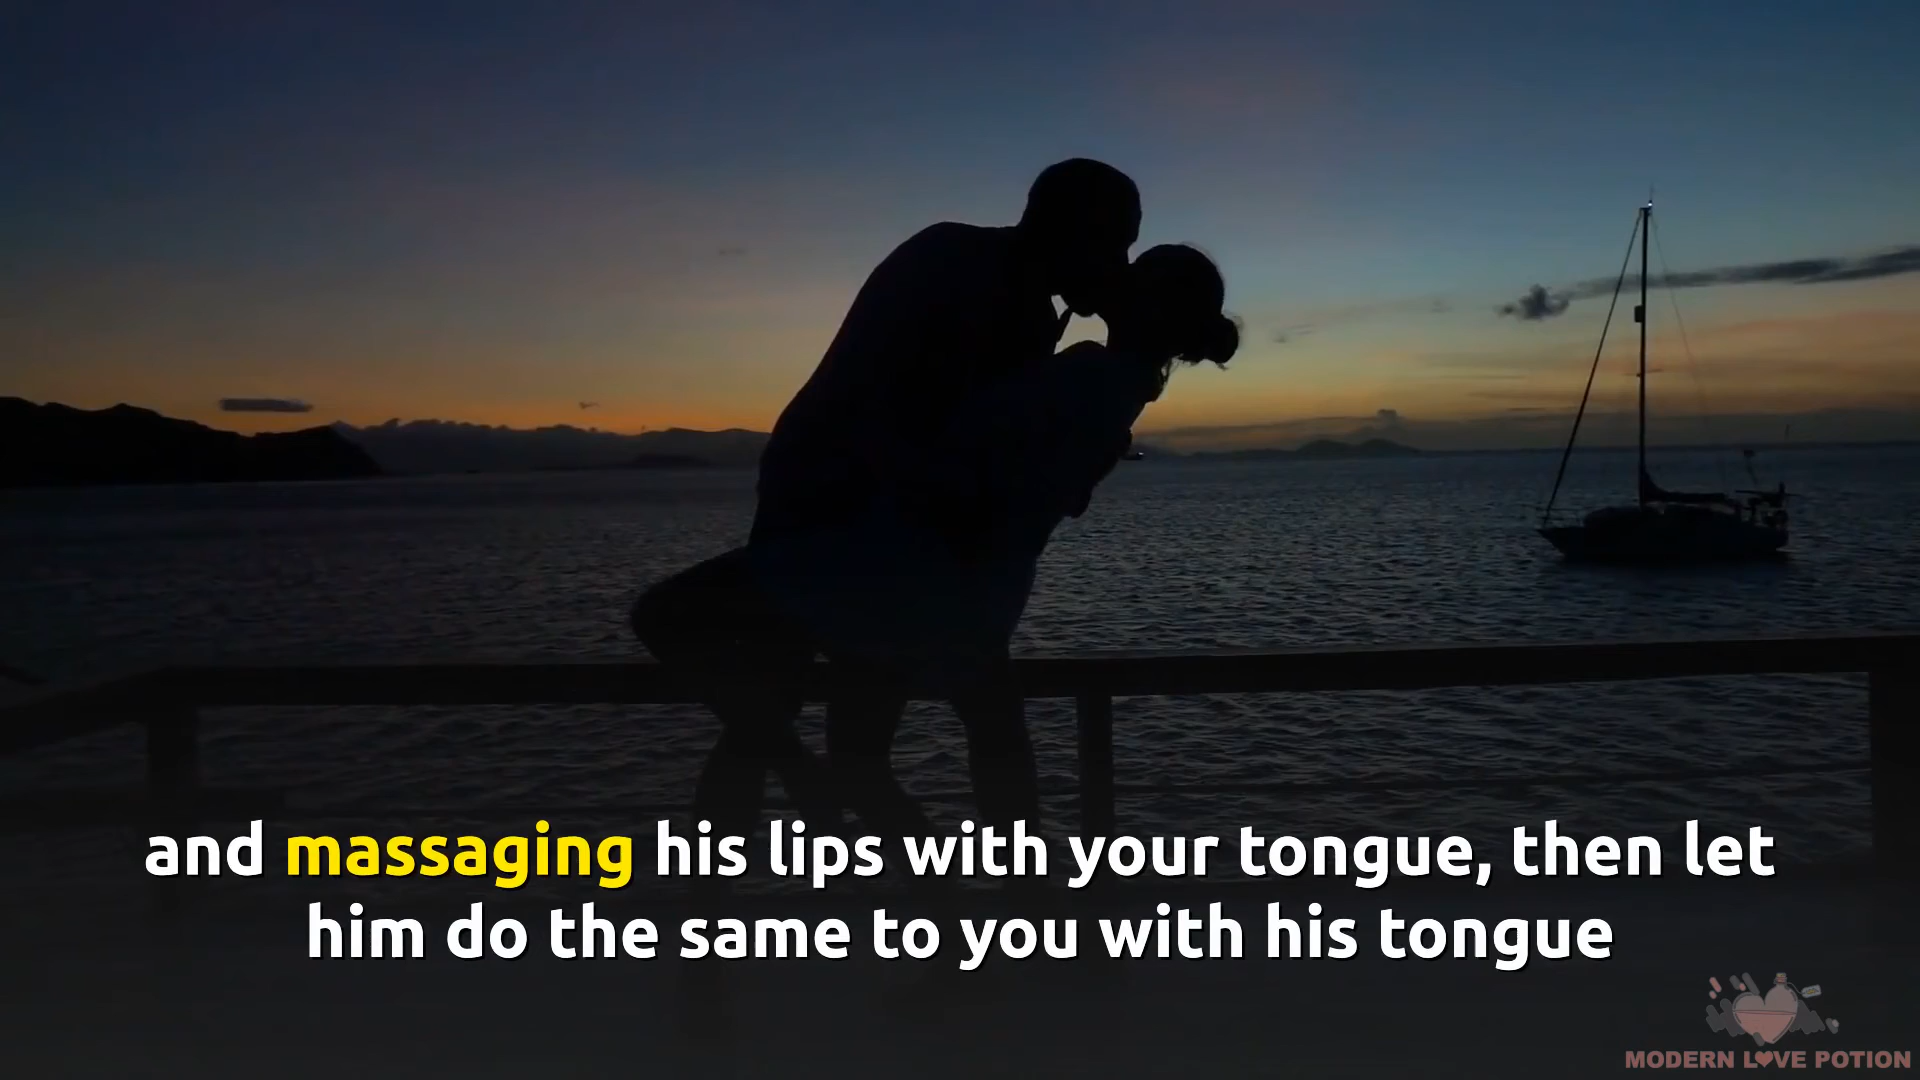 and massaging his lips with your tongue, then let
him do the same to you with his tongue
MODERN LOVE POTION